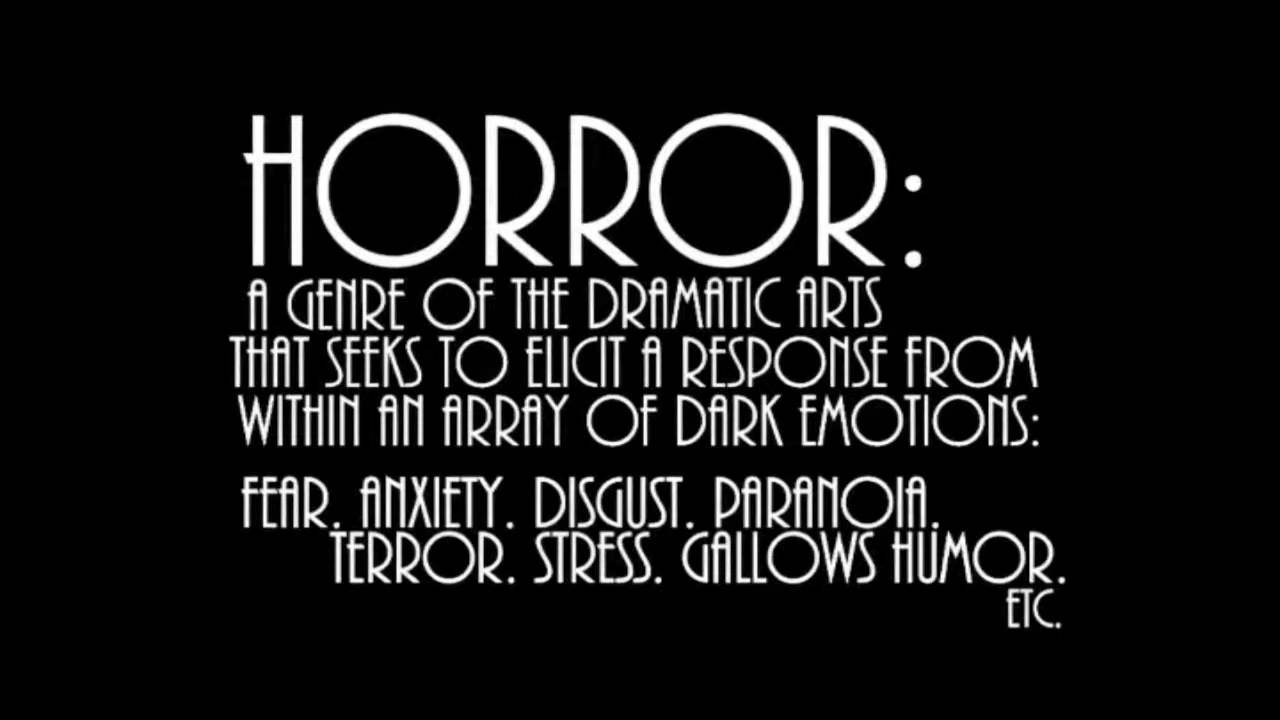 HORROR:
A GENRE OF THE DRAMATIC ARTS
THAT SEEKS TO ELICIT A RESPONSE FROM
WITHIN AN ARRAY OF DARK EMOTIONS:
FEAR. ANXIETY. DISGUST. PARANOIA.
TERROR. STRESS. GALLOWS HUMOR.
ETC.